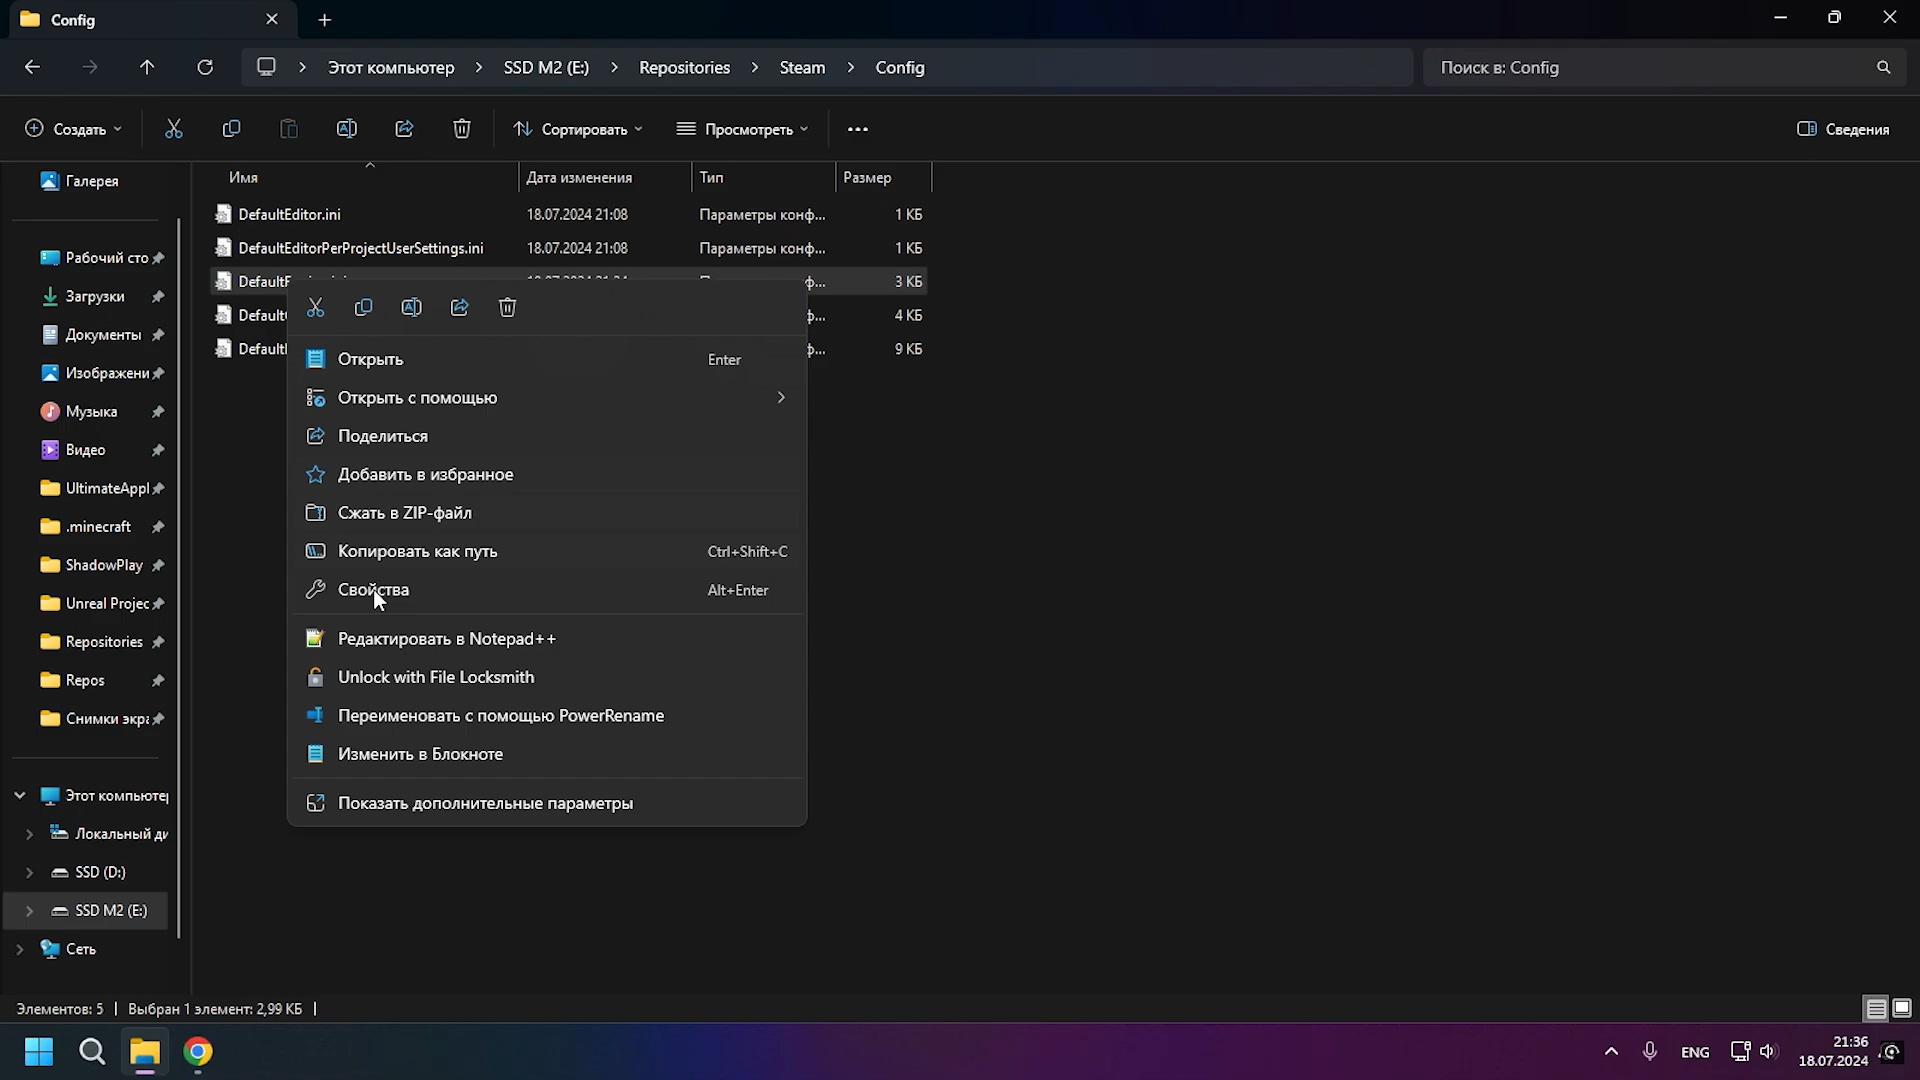 Config
Этот компьютер
SSD M2 (E:)
Repositories
Steam
Config
Поиск в: Config
Создать
Сортировать
Просмотреть
Сведения
Имя
Дата изменения
Тип
Размер
Галерея
Рабочий сто
Загрузки
Документы
Изображени
Музыка
Видео
UltimateAppl
.minecraft
ShadowPlay
Unreal Projec
Repositories
Repos
Снимки экра
Этот компьютер
Локальный ди
SSD (D:)
SSD M2 (E:)
Сеть
DefaultEditor.ini 18.07.2024 21:08 Параметры конф... 1 КБ
DefaultEditorPerProjectUserSettings.ini 18.07.2024 21:08 Параметры конф... 1 КБ
3 КБ
4 КБ
9 КБ
Открыть Enter
Открыть с помощью
Поделиться
Добавить в избранное
Сжать в ZIP-файл
Копировать как путь Ctrl+Shift+C
Свойства Alt+Enter
Редактировать в Notepad++
Unlock with File Locksmith
Переименовать с помощью PowerRename
Изменить в Блокноте
Показать дополнительные параметры
Элементов: 5
Выбран 1 элемент: 2,99 КБ
ENG
21:36
18.07.2024